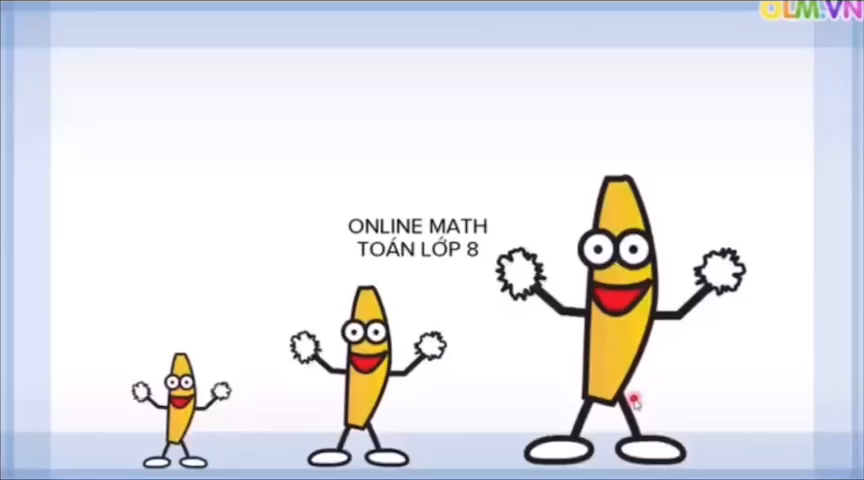 OLM.VN
ONLINE MATH
TOÁN LỚP 8